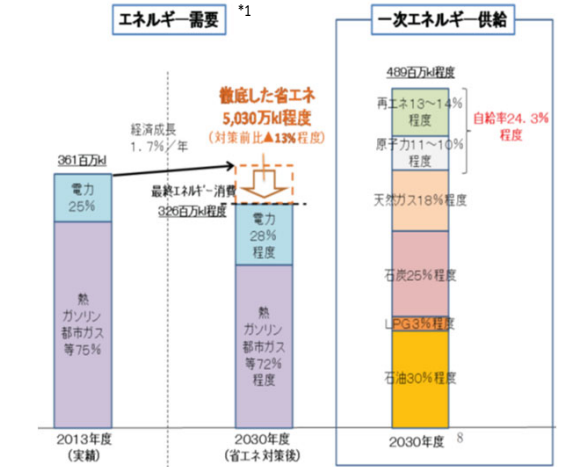 エネルギー需要
*1
一次エネルギー供給
489百万kl程度
徹底した省エネ
5,030万kl程度
(対策前比▲13%程度)
経済成長
1.7%/年
361百万kl
電力
25%
熱
ガソリン
都市ガス
等75%
最終エネルギー消費
326百万kl程度
電力
28%
程度
熱
ガソリン
都市ガス
等72%
程度
再エネ13~14%
程度
原子力11~10%
程度
自給率24.3%
程度
天然ガス18%程度
石炭25%程度
LPG3%程度
石油30%程度
2013年度
(実績)
2030年度
(省エネ対策後)
2030年度
8